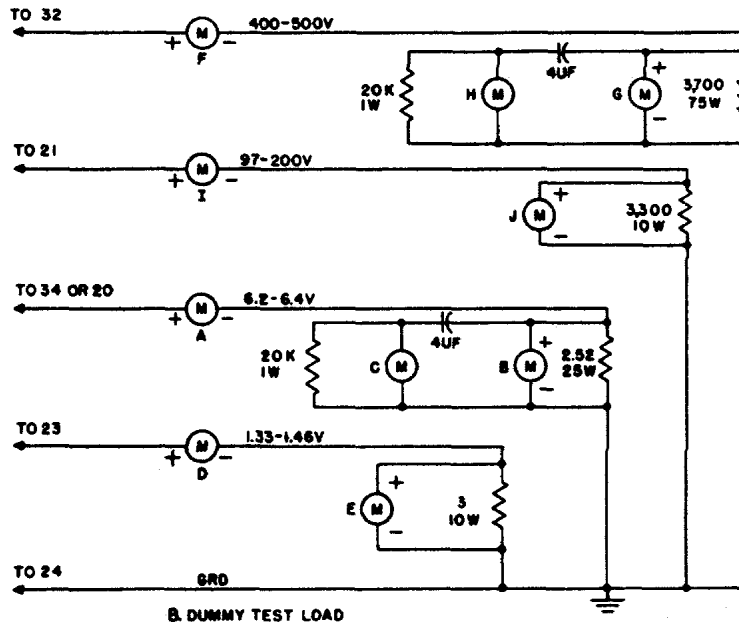 TO 32
+ M -
F
400-500V
20K
1W
H M
4UF
G M
+
-
3,700
75W
TO 21
+ M -
I
97-200V
J M
+
-
3,300
10W
TO 34 OR 20
+ M -
A
6.2-6.4V
20K
1W
C M
4UF
B M
+
-
2.52
25W
TO 23
+ M -
D
1.33-1.46V
E M
+
-
3
10W
TO 24
GRD
B. DUMMY TEST LOAD